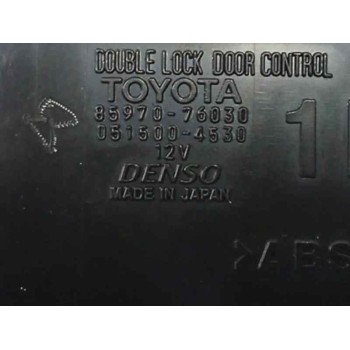 DOUBLE LOCK DOOR CONTROL
TOYOTA
85970-76030
051500-4530
12V
DENSO
MADE IN JAPAN
>ABS